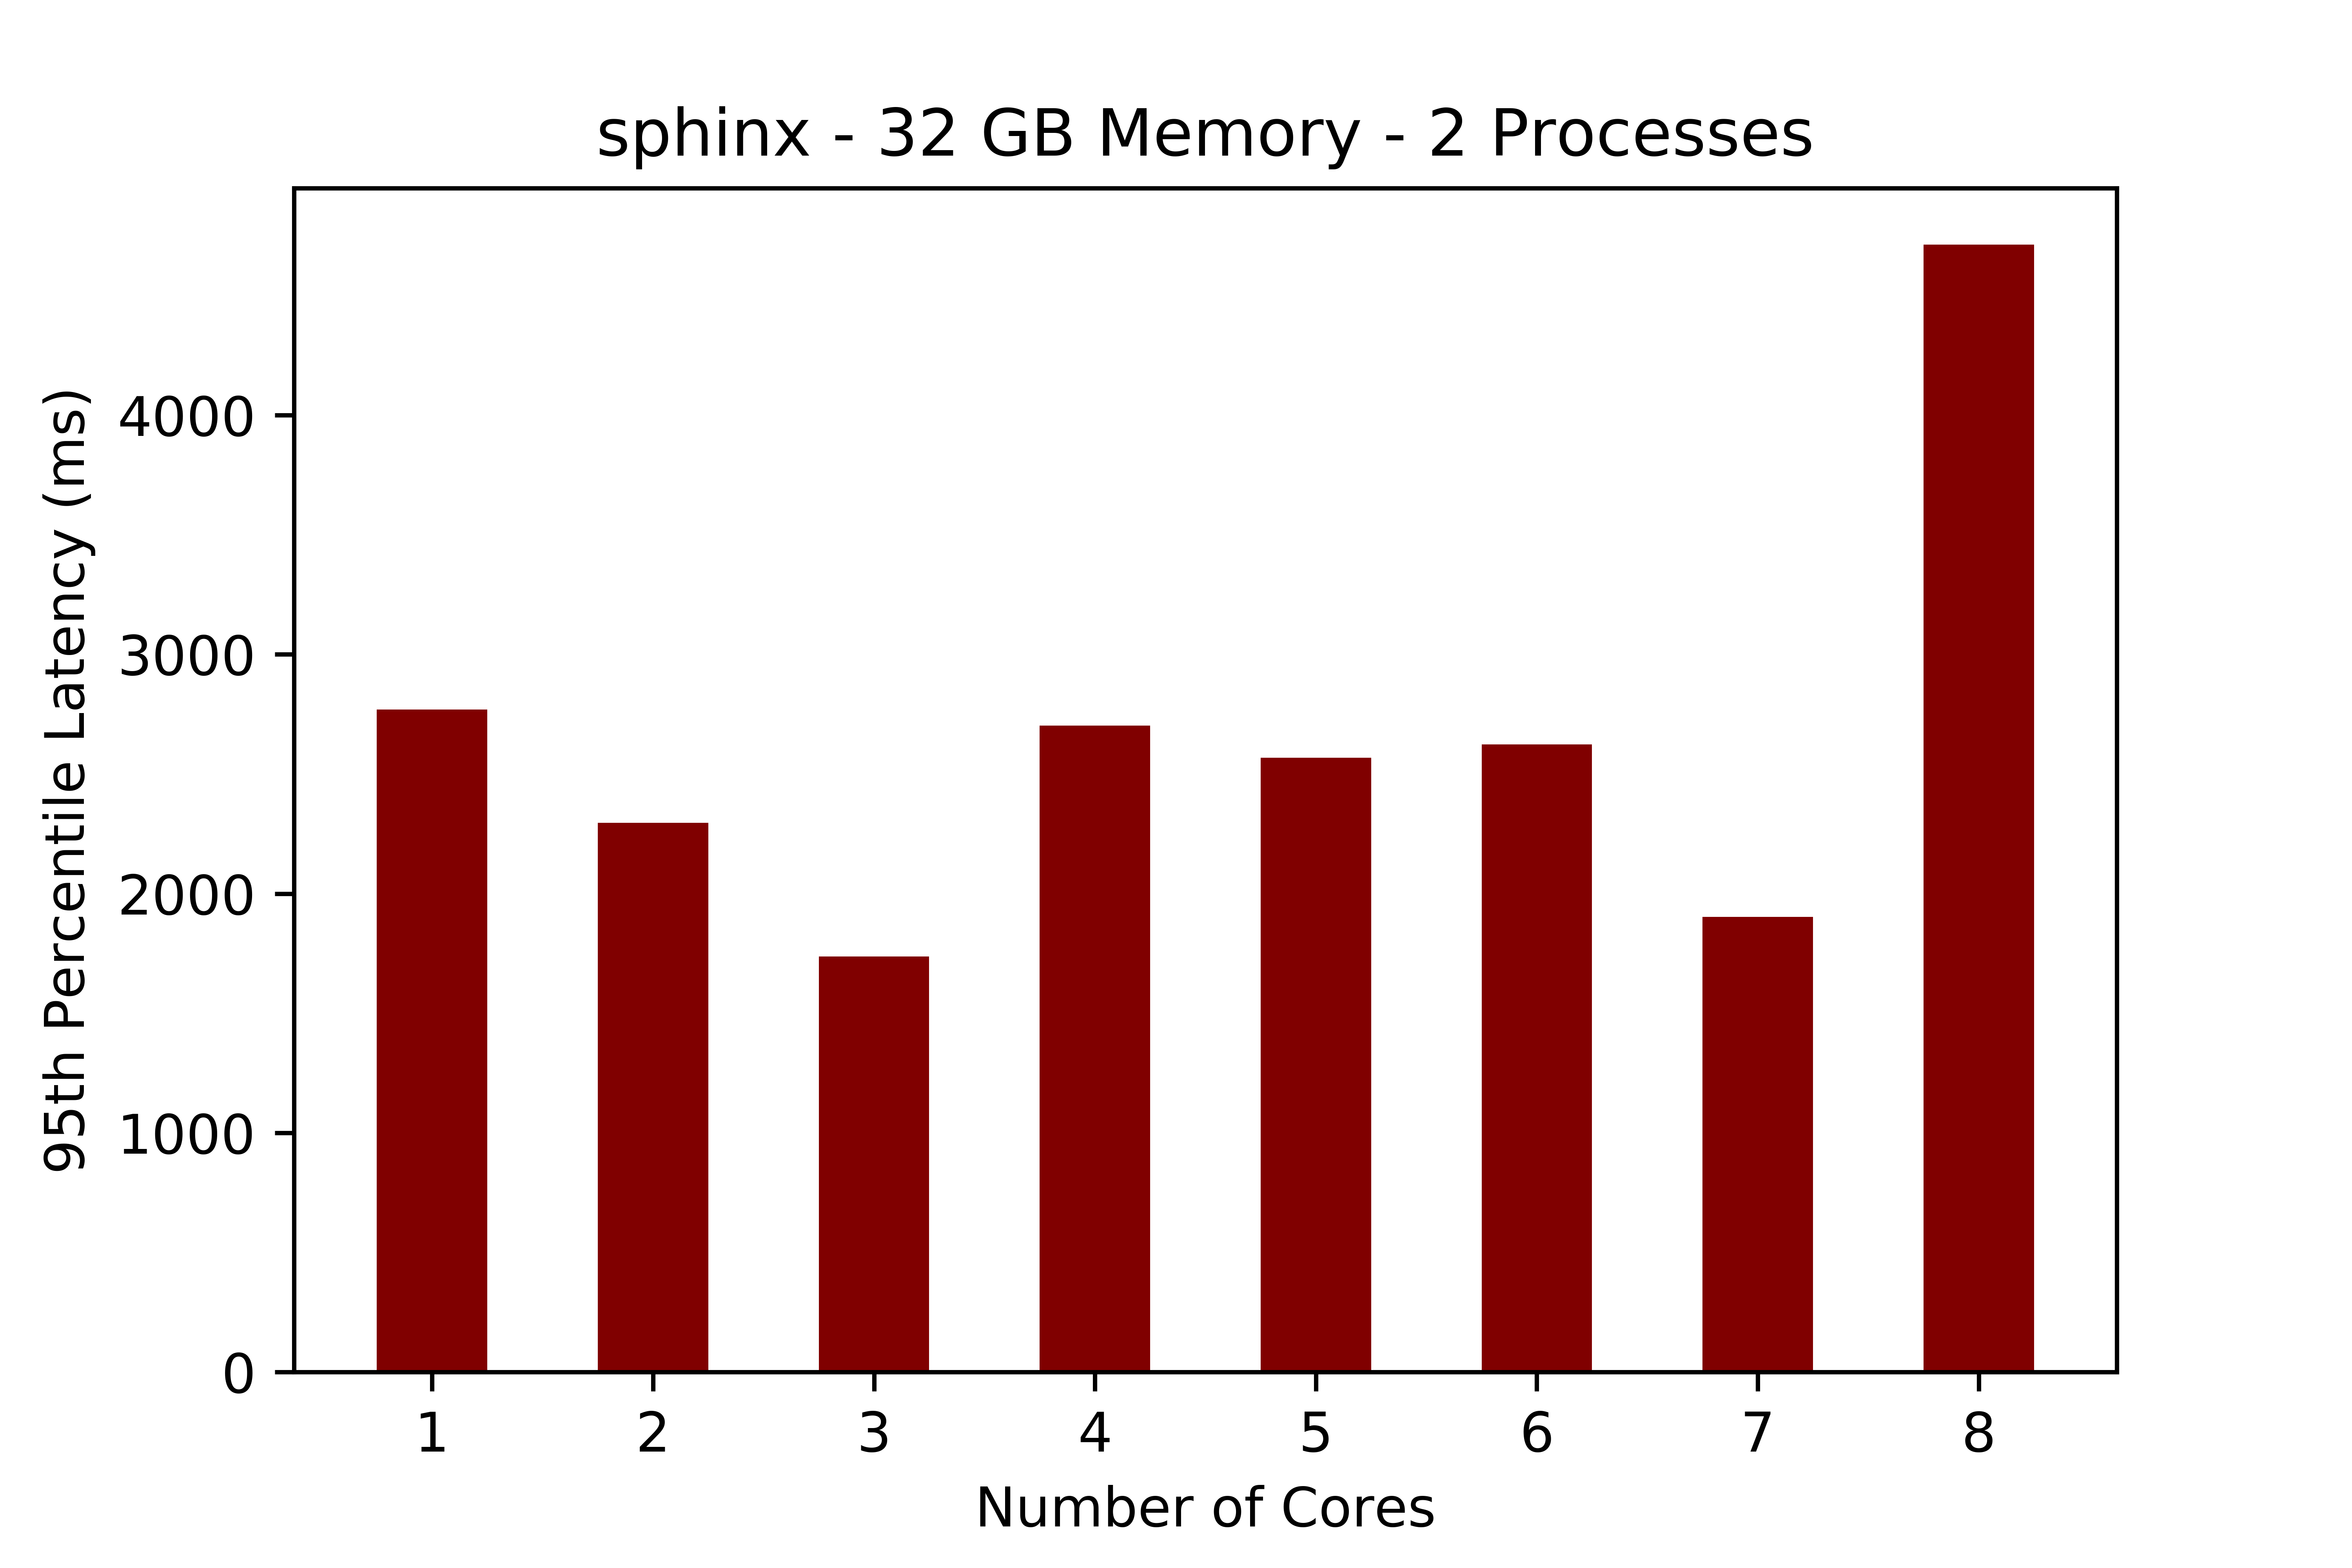 sphinx - 32 GB Memory - 2 Processes
95th Percentile Latency (ms)
4000
3000
2000
1000
0
1 2 3 4 5 6 7 8
Number of Cores